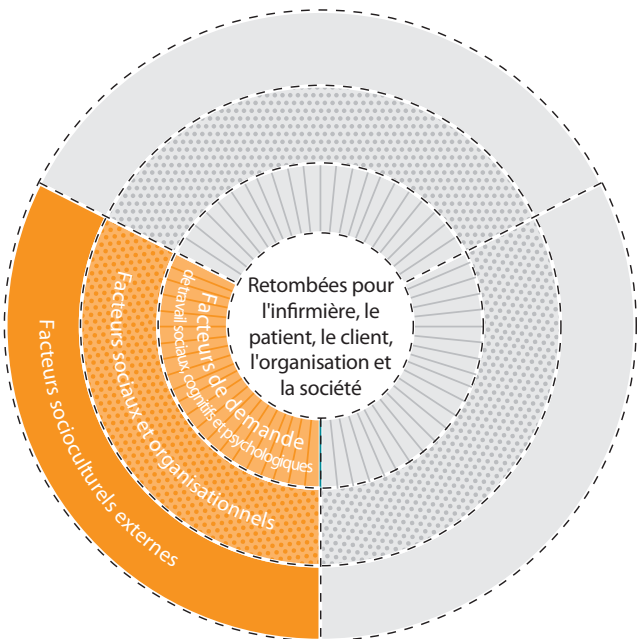 Retombées pour
l'infirmière, le
patient, le client,
l'organisation et
la société
Facteurs de demande
de travail sociaux, cognitifs et psychologiques
Facteurs sociaux et organisationnels
Facteurs socioculturels externes